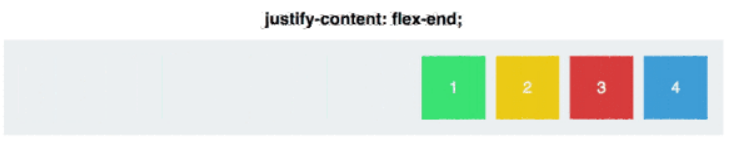 justify-content: flex-end;
1 2 3 4